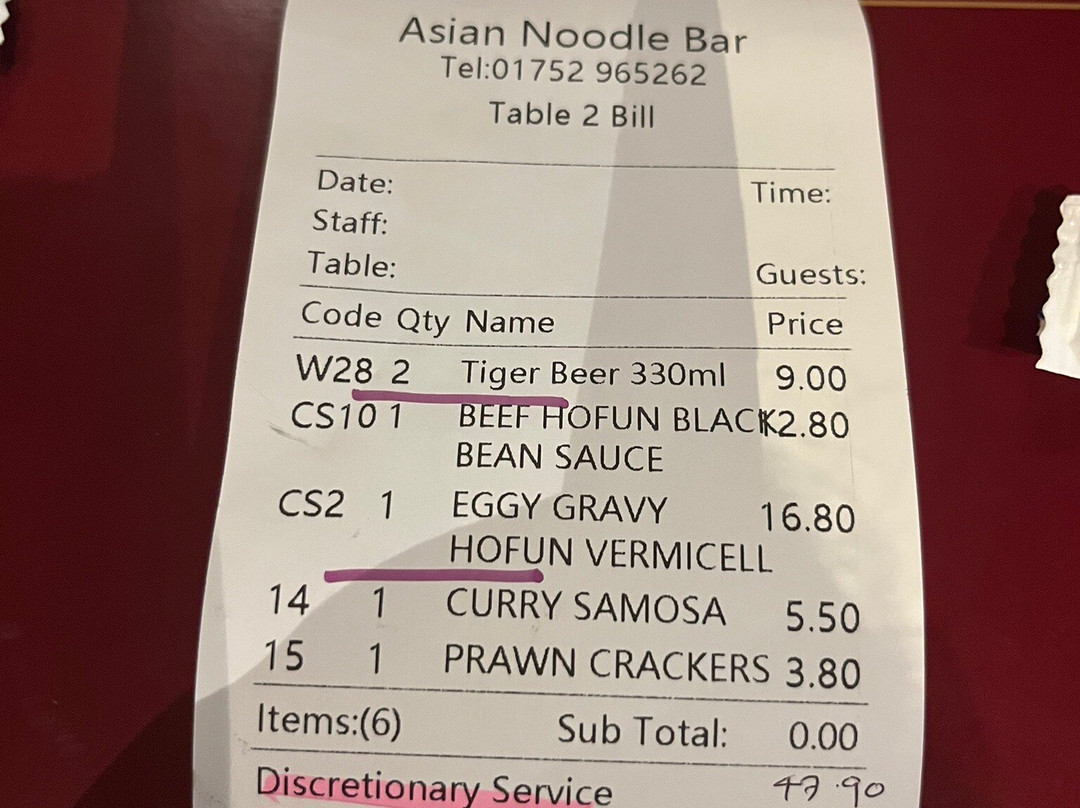 Asian Noodle Bar
Tel:01752 965262
Table 2 Bill
Date: Time:
Staff:
Table: Guests:
Code Qty Name Price
W28 2 Tiger Beer 330ml 9.00
CS10 1 BEEF HOFUN BLACK2.80
BEAN SAUCE
CS2 1 EGGY GRAVY 16.80
HOFUN VERMICELL
14 1 CURRY SAMOSA 5.50
15 1 PRAWN CRACKERS 3.80
Items:(6) Sub Total: 0.00
Discretionary Service 47.90